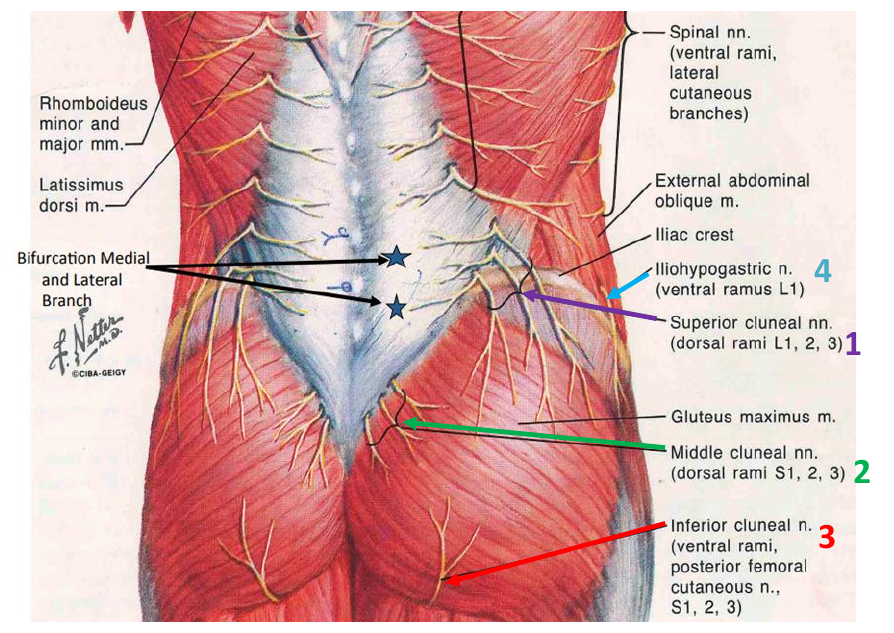 Rhomboideus
minor and
major mm.
Latissimus
dorsi m.
Bifurcation Medial
and Lateral
Branch
F. Netter
M.D.
©CIBA-GEIGY
Spinal nn.
(ventral rami,
lateral
cutaneous
branches)
External abdominal
oblique m.
Iliac crest
Iliohypogastric n.
(ventral ramus L1)
4
Superior cluneal nn.
(dorsal rami L1, 2, 3)
1
Gluteus maximus m.
Middle cluneal nn.
(dorsal rami S1, 2, 3)
2
Inferior cluneal n.
(ventral rami,
posterior femoral
cutaneous n.,
S1, 2, 3)
3